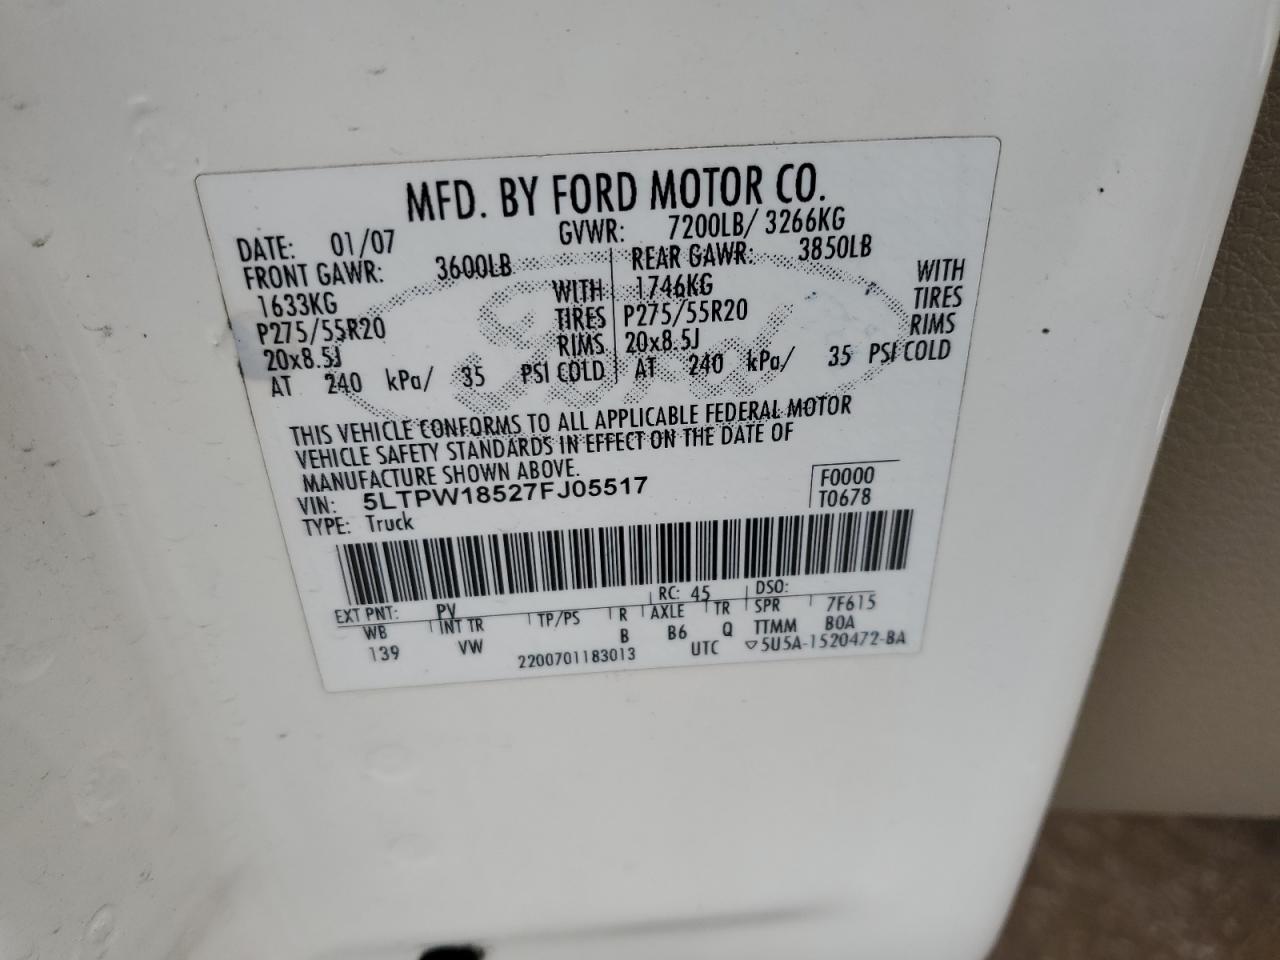 MFD. BY FORD MOTOR CO.
DATE: 01/07 GVWR: 7200LB/ 3266KG
FRONT GAWR: 3600LB REAR GAWR: 3850LB
1633KG WITH 1746KG WITH
P275/55R20 TIRES P275/55R20 TIRES
20x8.5J RIMS 20x8.5J RIMS
AT 240 kPa/ 35 PSI COLD AT 240 kPa/ 35 PSI COLD
THIS VEHICLE CONFORMS TO ALL APPLICABLE FEDERAL MOTOR
VEHICLE SAFETY STANDARDS IN EFFECT ON THE DATE OF
MANUFACTURE SHOWN ABOVE.
VIN: 5LTPW18527FJ05517 F0000
TYPE: Truck T0678
EXT PNT: PV RC: 45 DSO:
WB INT TR TP/PS R AXLE TR SPR 7F615
139 VW B B6 Q TTMM BOA
2200701183013 UTC ▽5U5A-1520472-BA